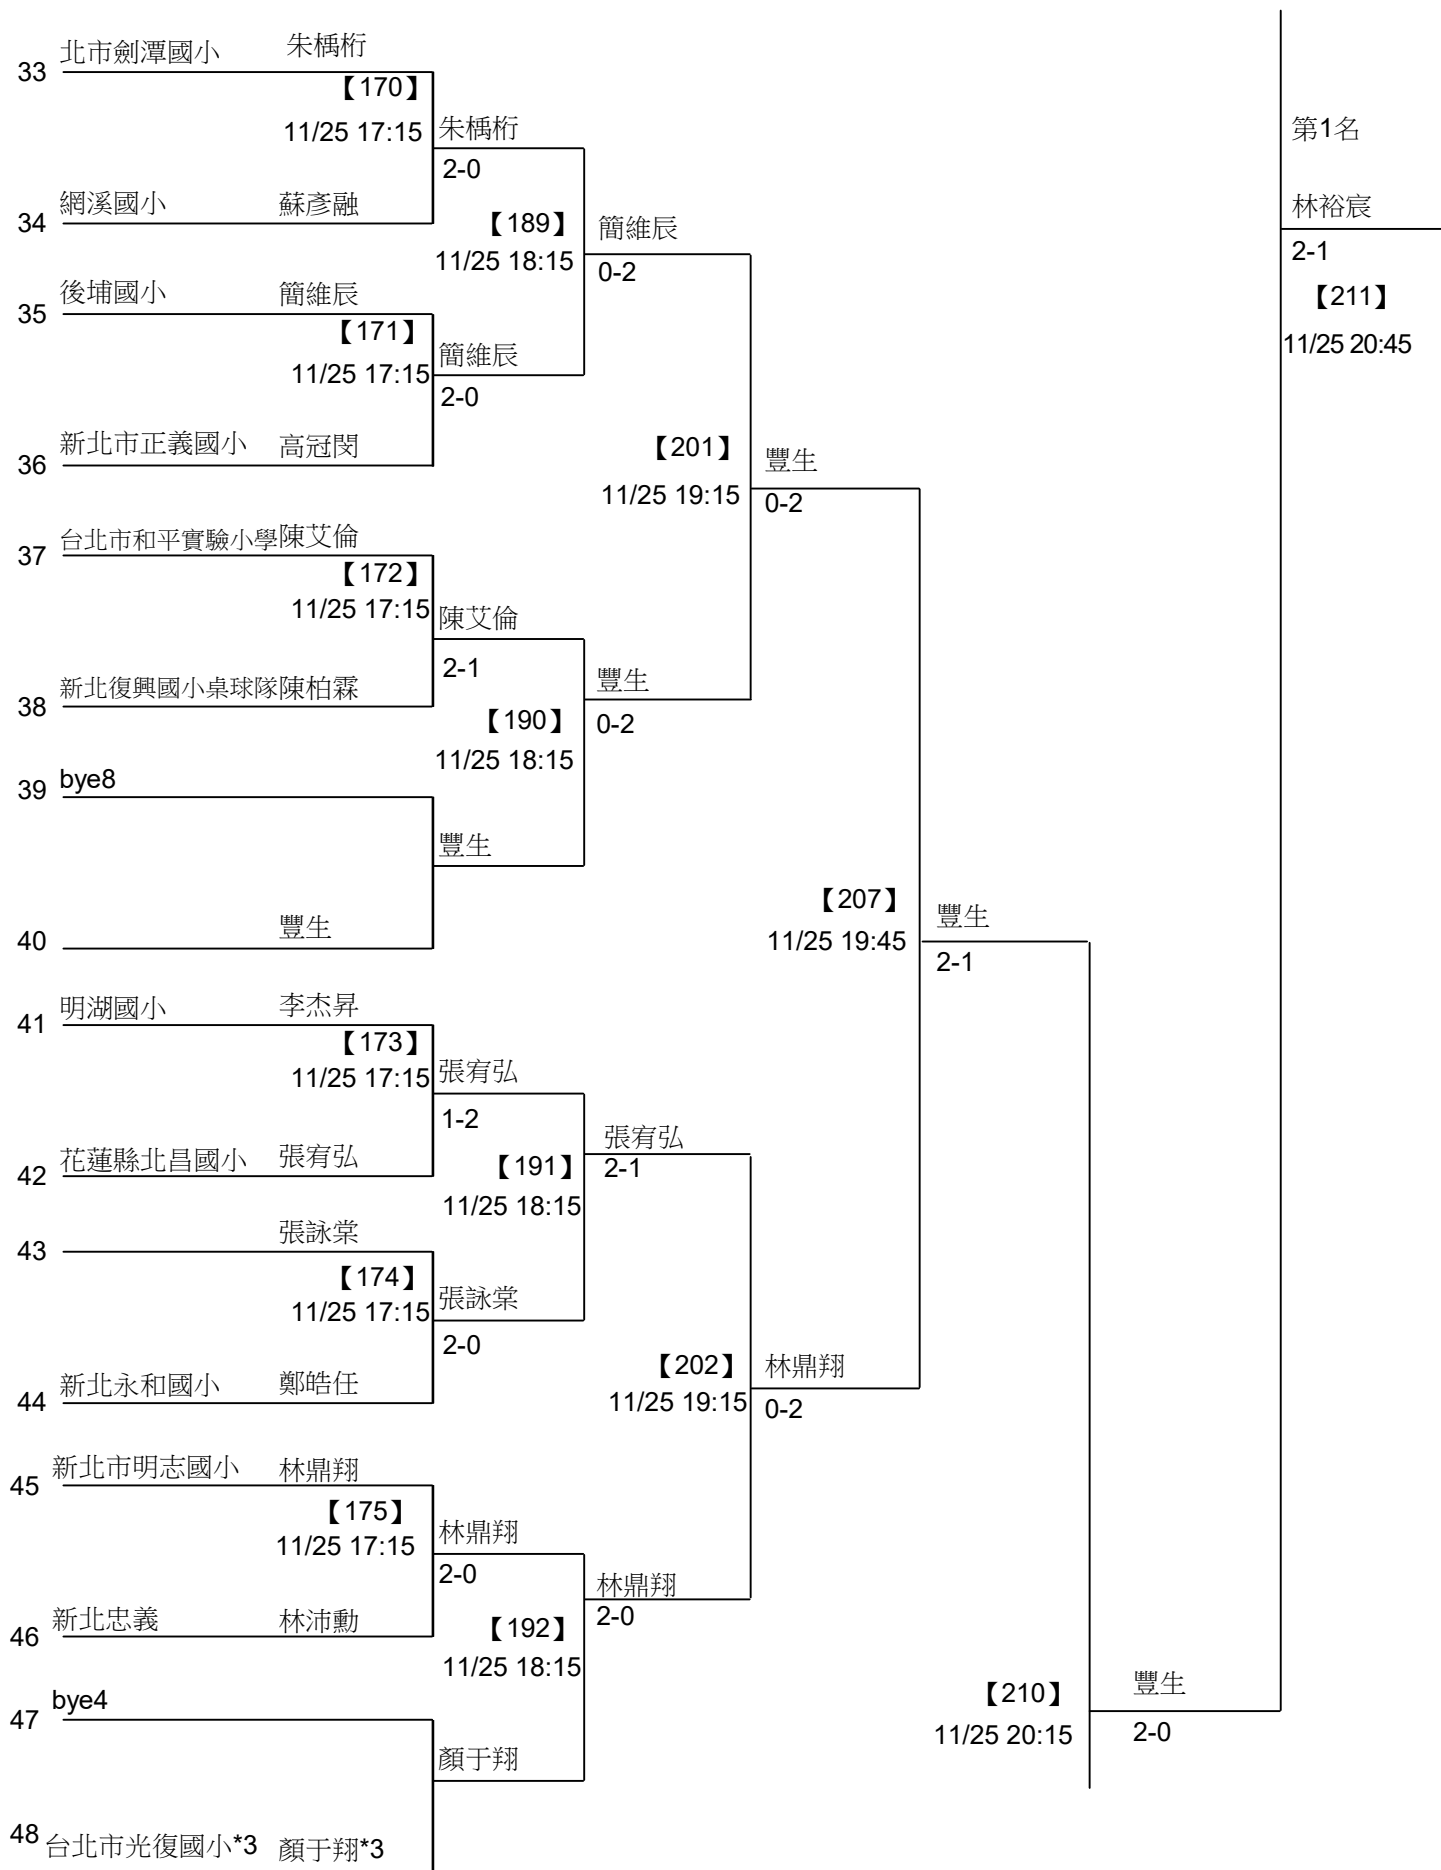 33 北市劍潭國小 朱楀桁
【170】
11/25 17:15 朱楀桁
2-0
第1名
34 網溪國小 蘇彥融
【189】 簡維辰
11/25 18:15 0-2
林裕宸
2-1
【211】
11/25 20:45
35 後埔國小 簡維辰
【171】
11/25 17:15 簡維辰
2-0
36 新北市正義國小 高冠閔
【201】 豐生
11/25 19:15 0-2
37 台北市和平實驗小學陳艾倫
【172】
11/25 17:15 陳艾倫
2-1
38 新北復興國小桌球隊陳柏霖
豐生
【190】 0-2
11/25 18:15
39 bye8
豐生
40 豐生
【207】 豐生
11/25 19:45 2-1
41 明湖國小 李杰昇
【173】
11/25 17:15 張宥弘
1-2
42 花蓮縣北昌國小 張宥弘
張宥弘
【191】 2-1
11/25 18:15
43 張詠棠
【174】
11/25 17:15 張詠棠
2-0
44 新北永和國小 鄭皓任
【202】 林鼎翔
11/25 19:15 0-2
45 新北市明志國小 林鼎翔
【175】
11/25 17:15 林鼎翔
2-0
46 新北忠義 林沛勳
林鼎翔
【192】 2-0
11/25 18:15
47 bye4
顏于翔
【210】 豐生
11/25 20:15 2-0
48 台北市光復國小*3 顏于翔*3